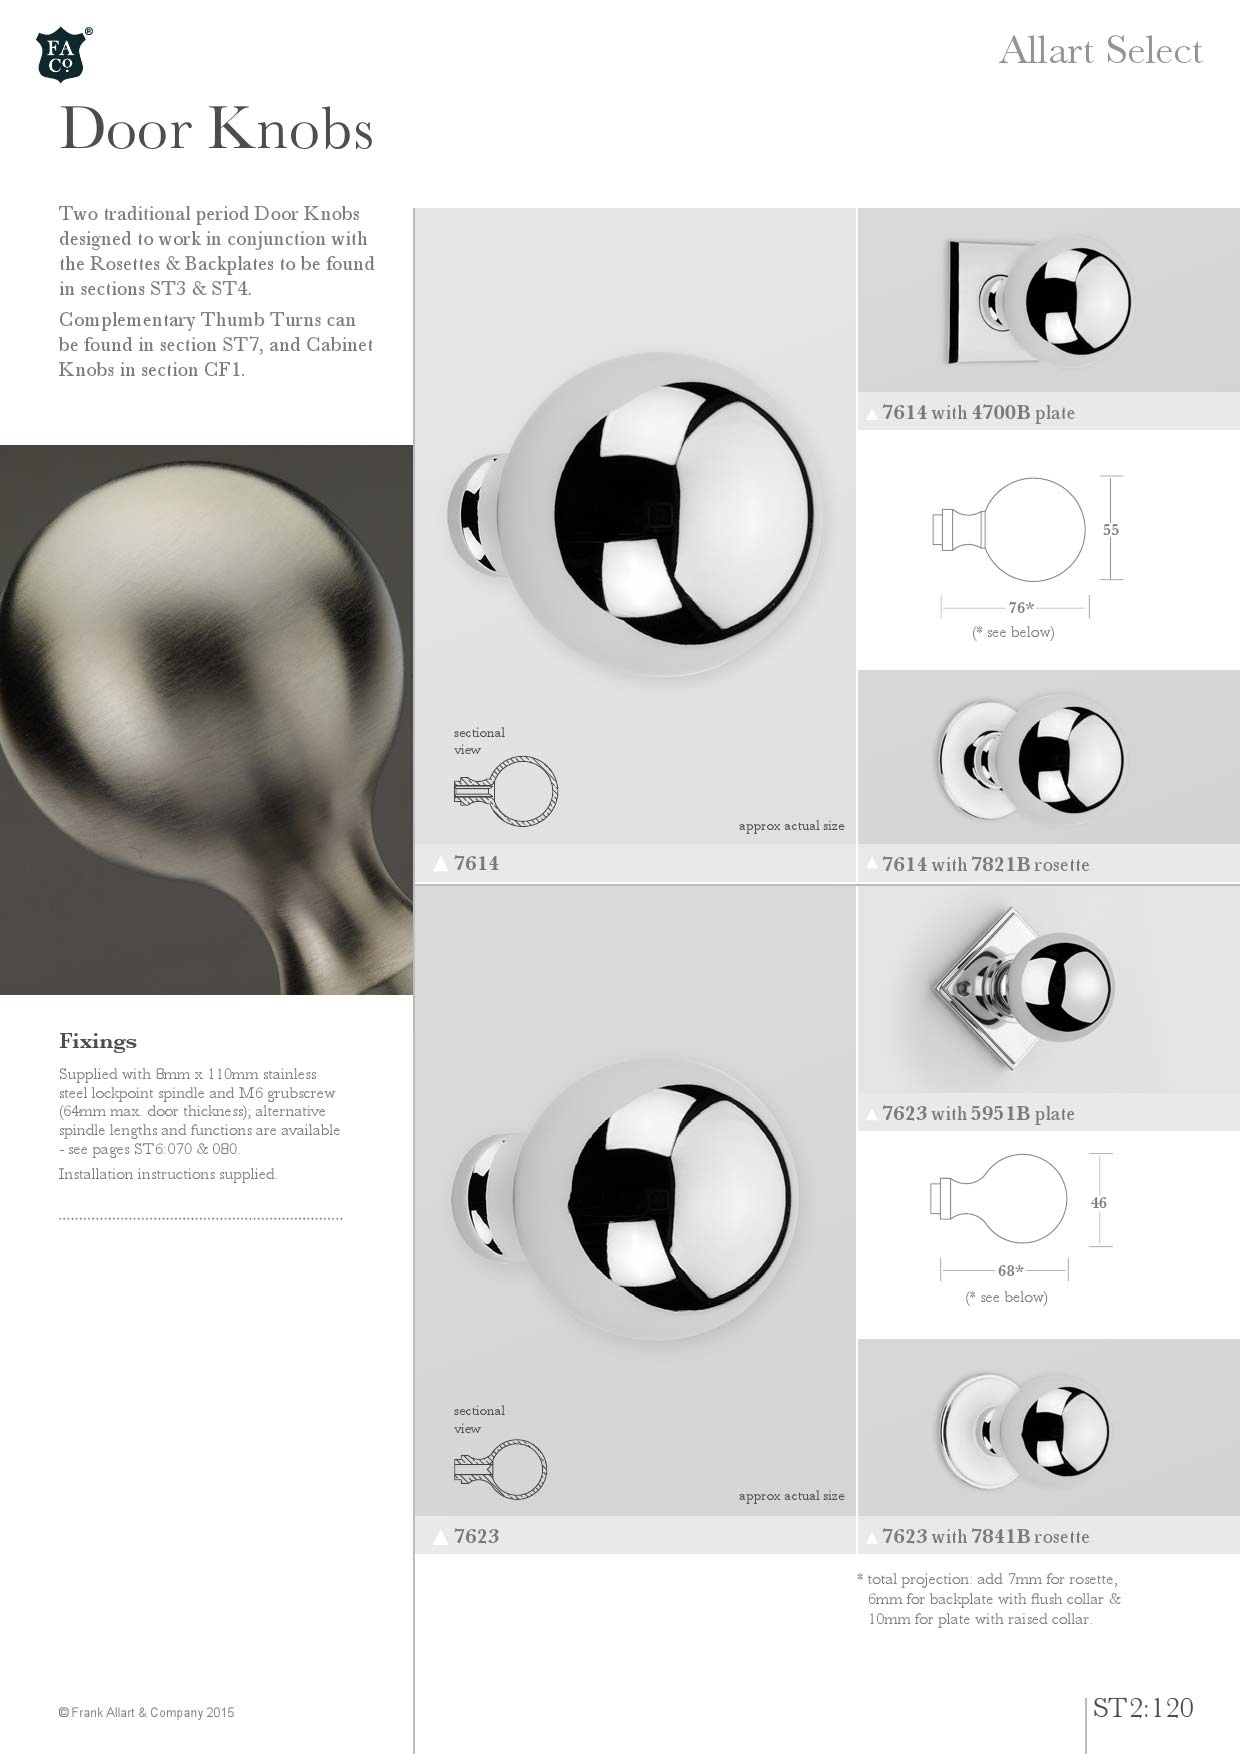 FA
Co.
®
Allart Select
Door Knobs
Two traditional period Door Knobs
designed to work in conjunction with
the Rosettes & Backplates to be found
in sections ST3 & ST4.
Complementary Thumb Turns can
be found in section ST7, and Cabinet
Knobs in section CF1.
Fixings
Supplied with 8mm x 110mm stainless
steel lockpoint spindle and M6 grubscrew
(64mm max. door thickness); alternative
spindle lengths and functions are available
- see pages ST6:070 & 080.
Installation instructions supplied.
sectional
view
approx actual size
7614
7614 with 4700B plate
55
76*
(* see below)
7614 with 7821B rosette
sectional
view
approx actual size
7623
7623 with 5951B plate
46
68*
(* see below)
7623 with 7841B rosette
* total projection: add 7mm for rosette,
6mm for backplate with flush collar &
10mm for plate with raised collar.
© Frank Allart & Company 2015
ST2:120